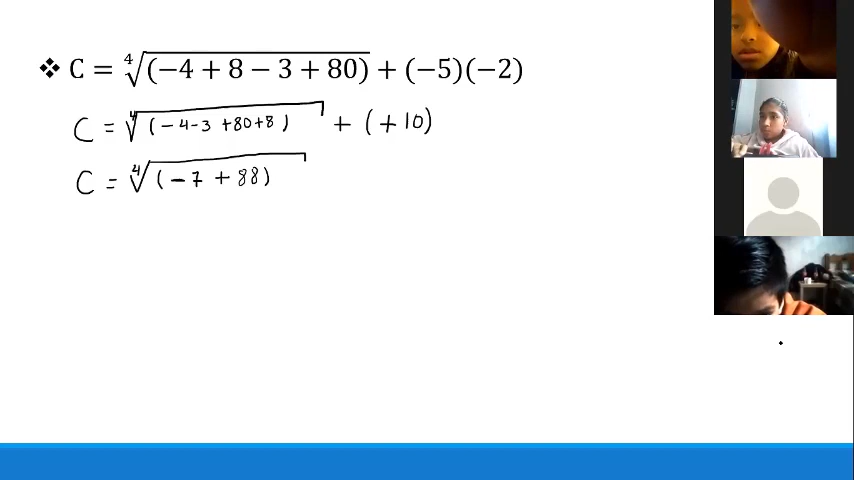 ❖ C = ∜(−4 + 8 − 3 + 80) + (−5)(−2)
C = ∜(−4−3 +80+8) + (+10)
C = ∜(−7 + 88)